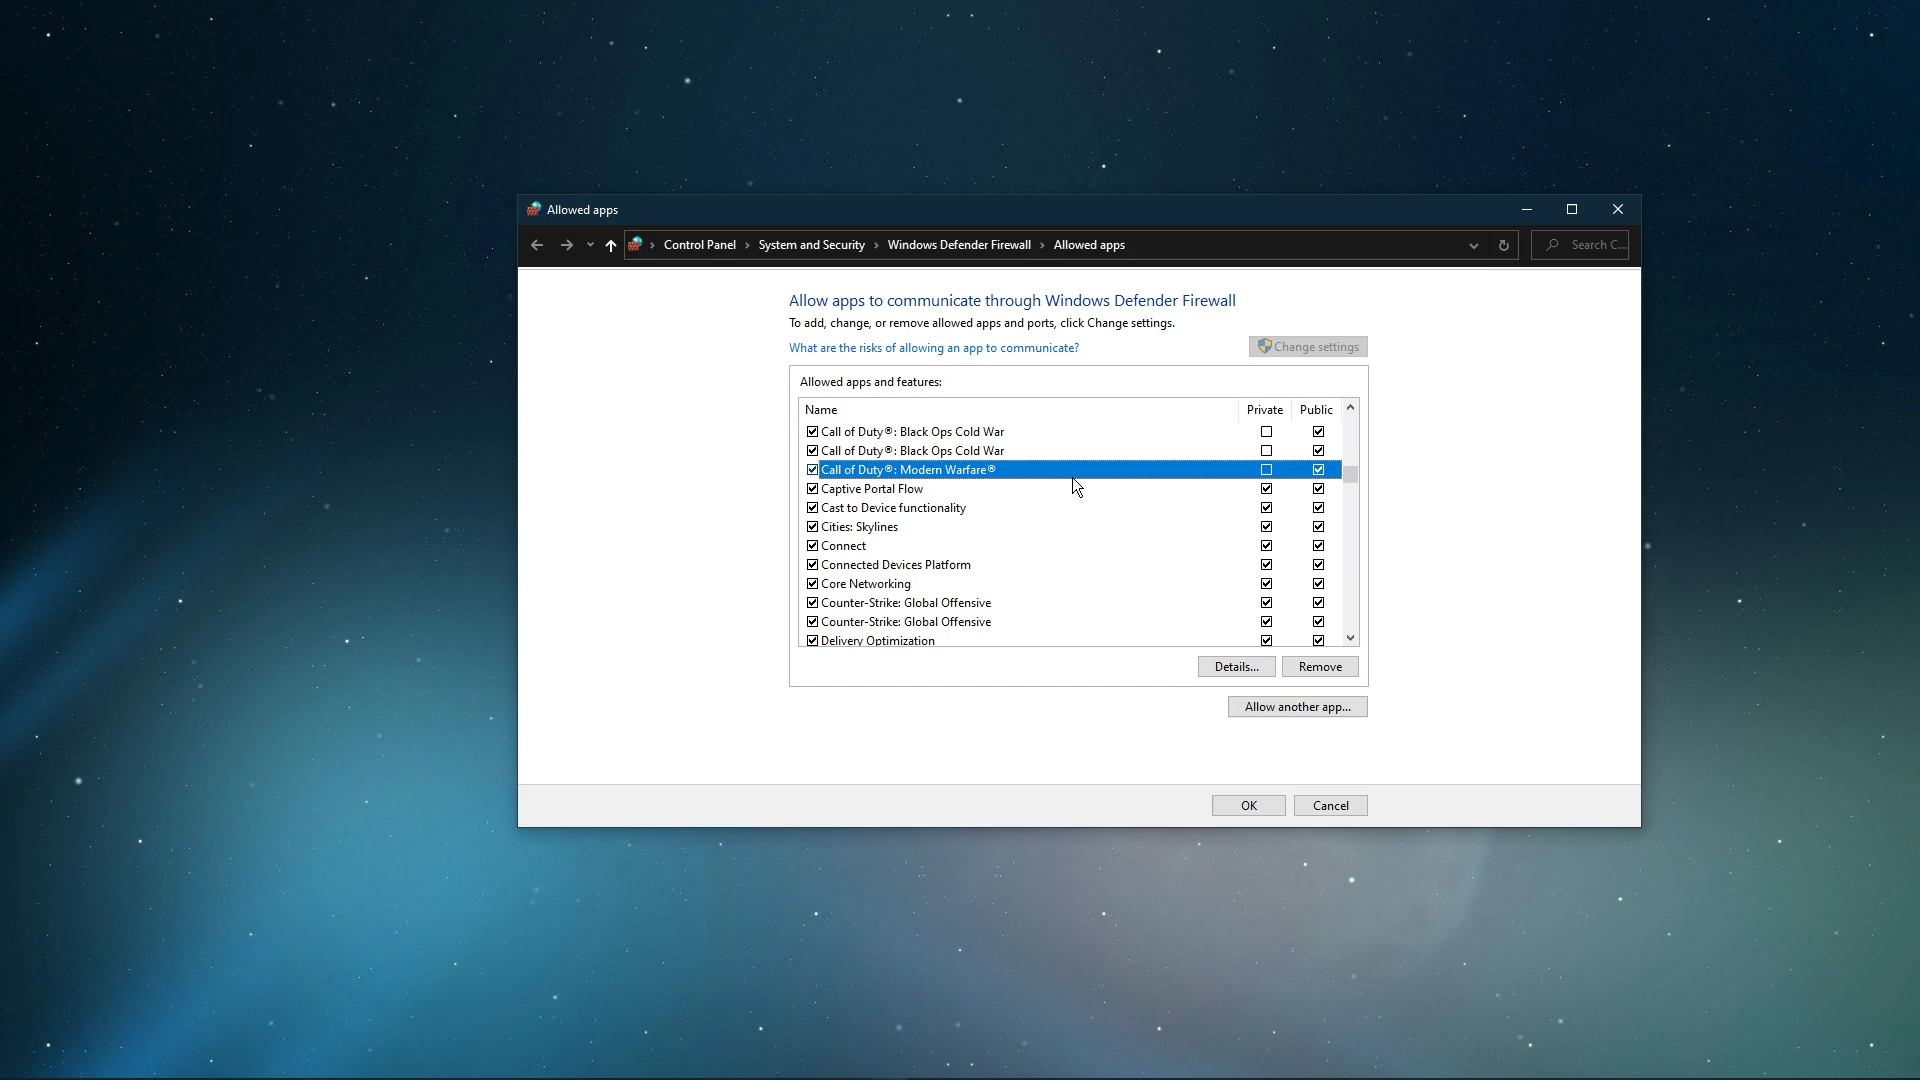 Allowed apps
Control Panel > System and Security > Windows Defender Firewall > Allowed apps
Search C...
Allow apps to communicate through Windows Defender Firewall
To add, change, or remove allowed apps and ports, click Change settings.
What are the risks of allowing an app to communicate?
Change settings
Allowed apps and features:
Name Private Public
Call of Duty®: Black Ops Cold War
Call of Duty®: Black Ops Cold War
Call of Duty®: Modern Warfare®
Captive Portal Flow
Cast to Device functionality
Cities: Skylines
Connect
Connected Devices Platform
Core Networking
Counter-Strike: Global Offensive
Counter-Strike: Global Offensive
Delivery Optimization
Details... Remove
Allow another app...
OK Cancel